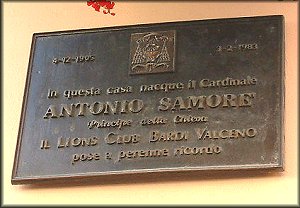 8-12-1905 3-2-1983
In questa casa nacque il Cardinale
ANTONIO SAMORE'
Principe della Chiesa
IL LIONS CLUB BARDI VALCENO
pose a perenne ricordo